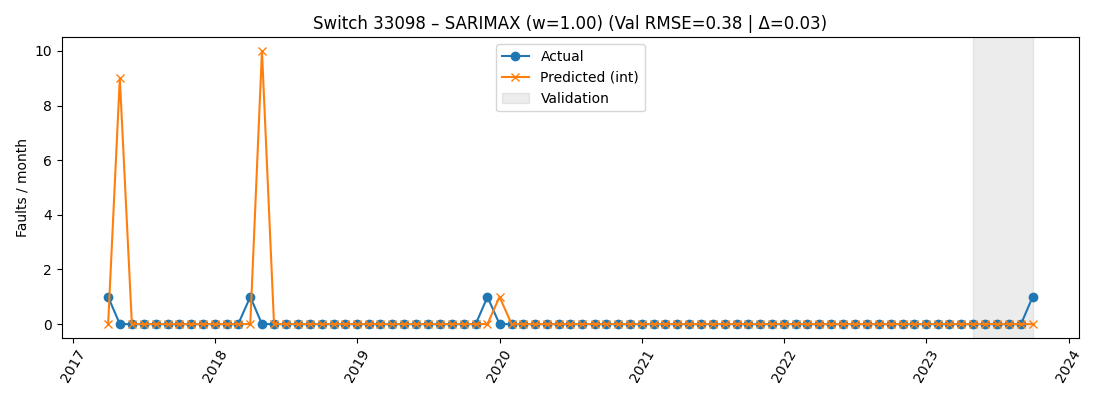 Switch 33098 – SARIMAX (w=1.00) (Val RMSE=0.38 | Δ=0.03)
Faults / month
10
8
6
4
2
0
Actual
Predicted (int)
Validation
2017
2018
2019
2020
2021
2022
2023
2024